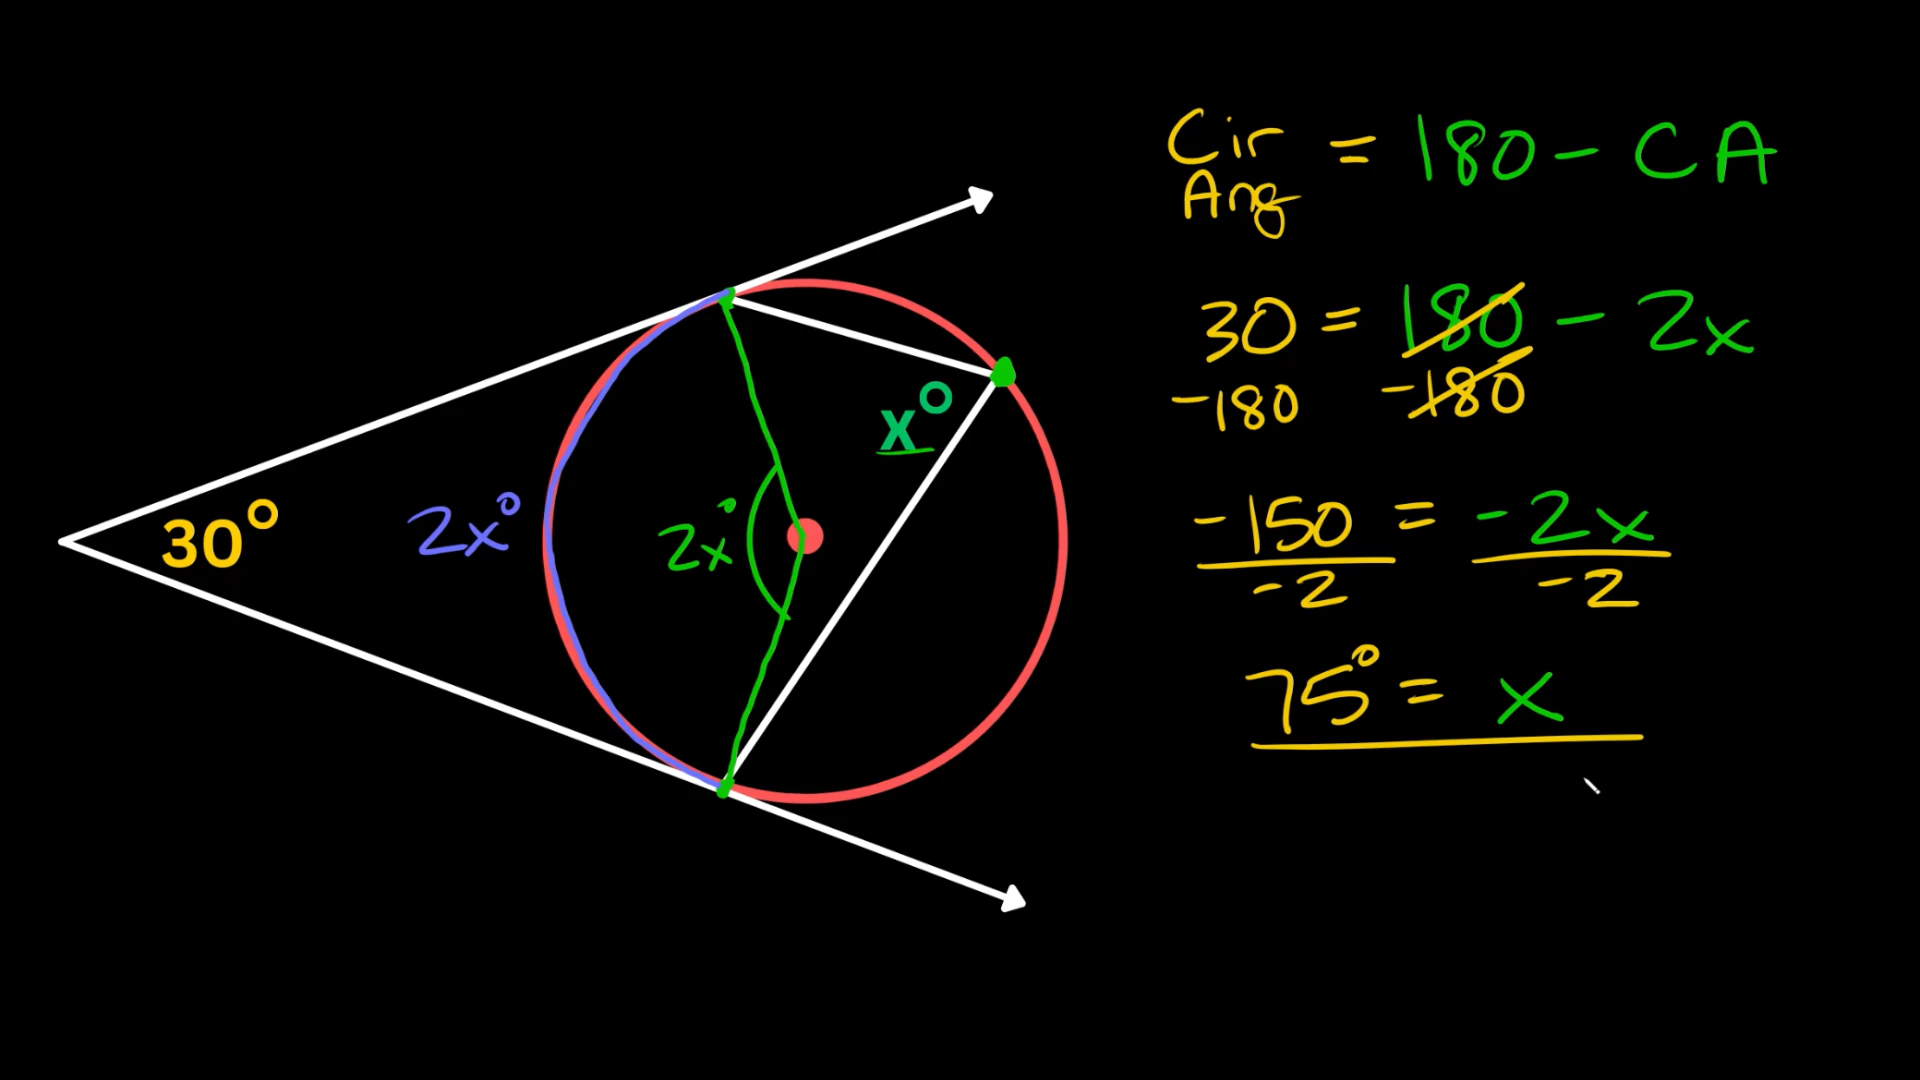 30°
2x°
2x°
x°
Cir Ang = 180 - CA
30 = 180 - 2x
-180 -180
-150 = -2x
-2 -2
75° = x